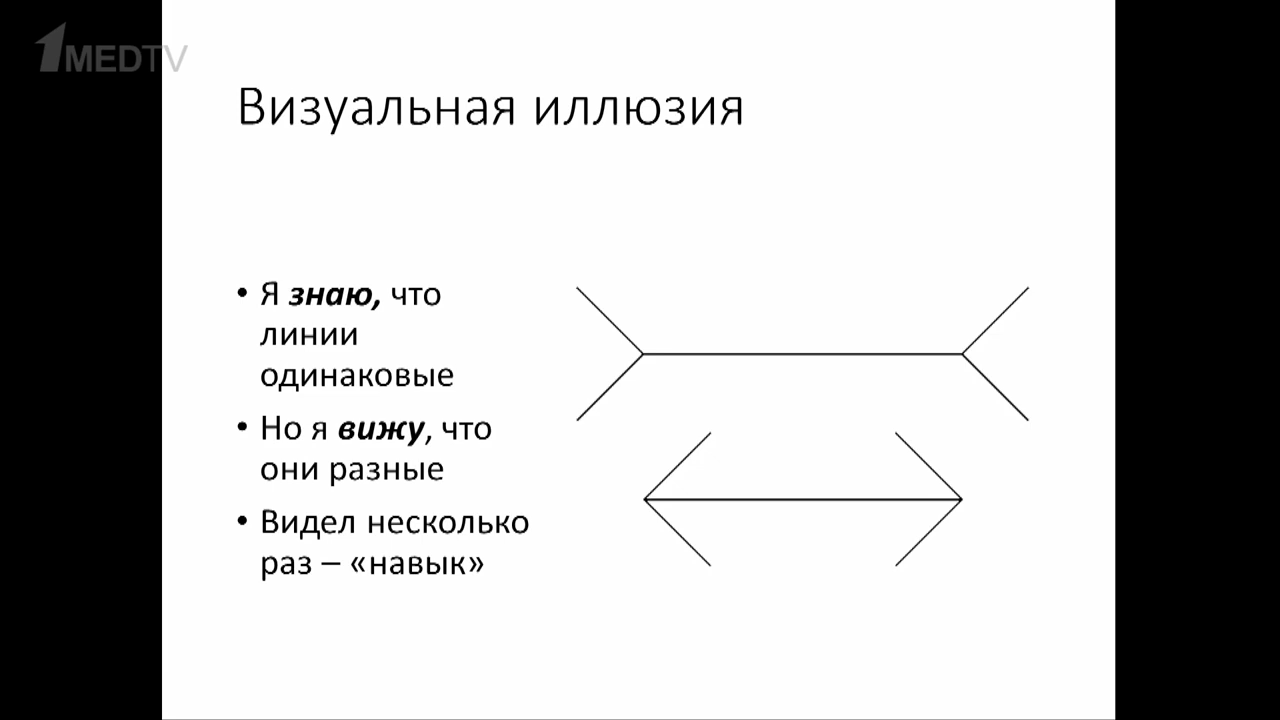 1MEDTV
Визуальная иллюзия
• Я знаю, что
линии
одинаковые
• Но я вижу, что
они разные
• Видел несколько
раз – «навык»